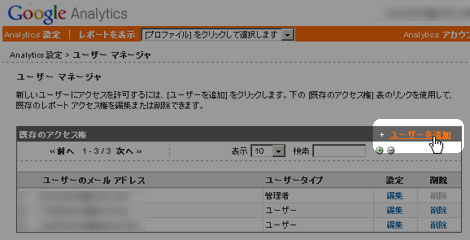 Google Analytics
Analytics 設定 | レポートを表示: [プロファイル] をクリックして選択します Analytics アカウ
Analytics 設定 > ユーザー マネージャ
ユーザー マネージャ
新しいユーザーにアクセスを許可するには、[ユーザーを追加] をクリックします。下の [既存のアクセス権] 表のリンクを使用して、
既存のレポート アクセス権を編集または削除できます。
既存のアクセス権 + ユーザーを追加
« 前へ 1 - 3 / 3 次へ » 表示 10 検索
ユーザーのメール アドレス ユーザータイプ 設定 削除
管理者 編集 削除
ユーザー 編集 削除
ユーザー 編集 削除